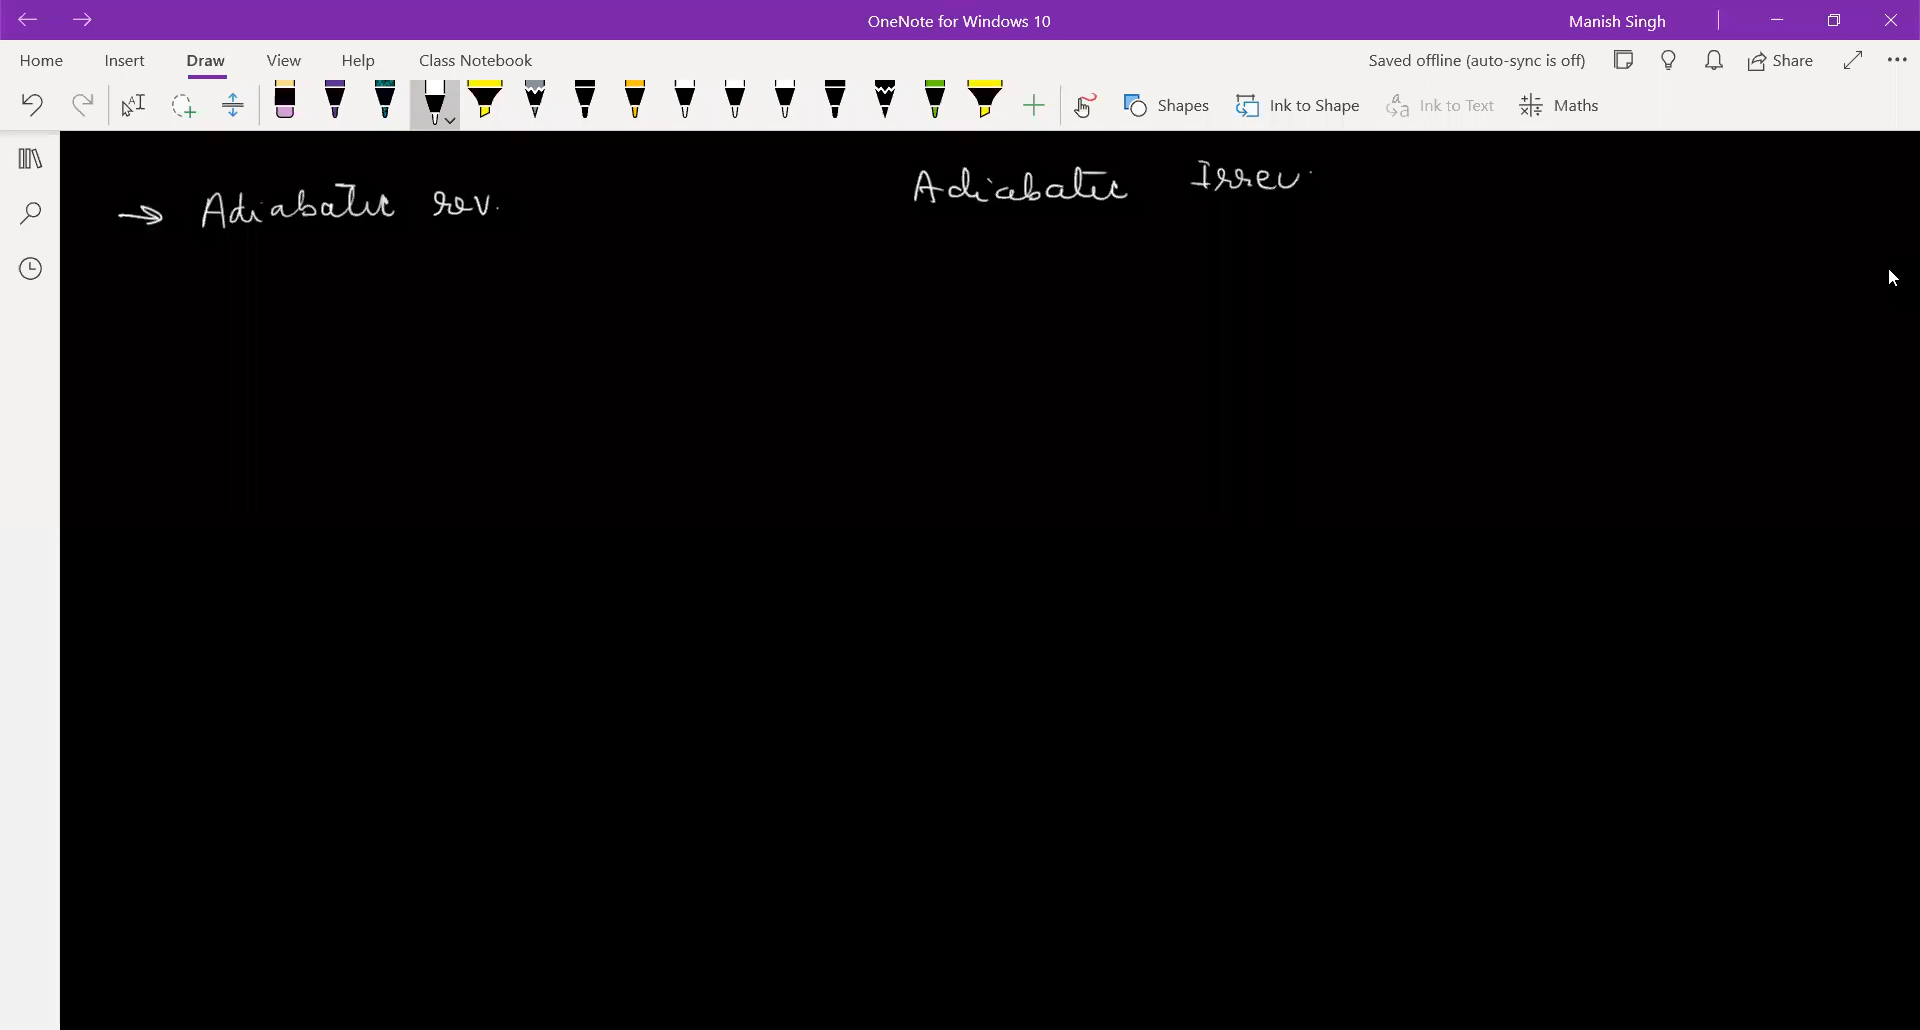 OneNote for Windows 10
Manish Singh
Home Insert Draw View Help Class Notebook
Saved offline (auto-sync is off) Share
Shapes Ink to Shape Ink to Text Maths
→ Adiabatic rev.
Adiabatic Irrev.